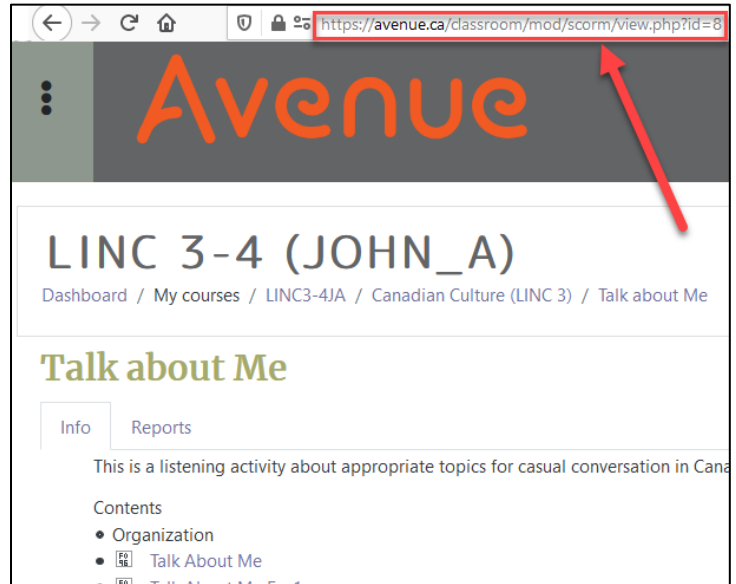 https://avenue.ca/classroom/mod/scorm/view.php?id=8
Avenue
LINC 3-4 (JOHN_A)
Dashboard / My courses / LINC3-4JA / Canadian Culture (LINC 3) / Talk about Me
Talk about Me
Info Reports
This is a listening activity about appropriate topics for casual conversation in Cana
Contents
Organization
Talk About Me